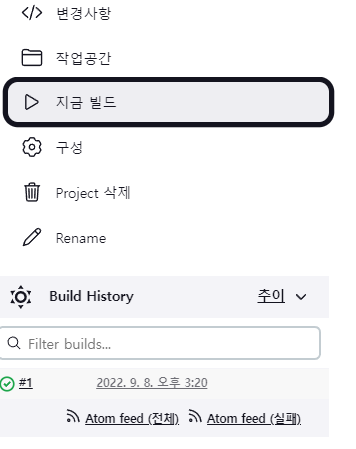 변경사항
작업공간
지금 빌드
구성
Project 삭제
Rename
Build History 추이
Filter builds...
#1 2022. 9. 8. 오후 3:20
Atom feed (전체) Atom feed (실패)